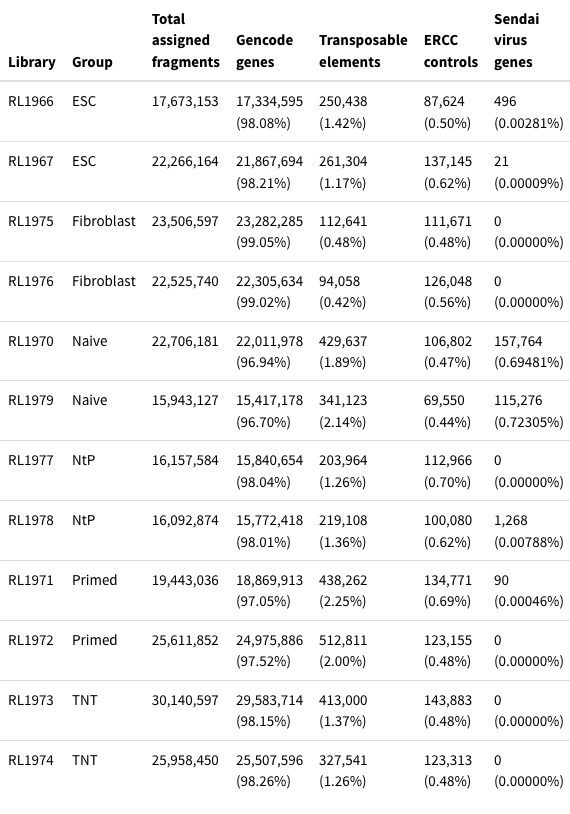 Total
assigned
fragments
Gencode
genes
Transposable
elements
ERCC
controls
Sendai
virus
genes
Library Group
RL1966 ESC 17,673,153 17,334,595 250,438 87,624 496
(98.08%) (1.42%) (0.50%) (0.00281%)
RL1967 ESC 22,266,164 21,867,694 261,304 137,145 21
(98.21%) (1.17%) (0.62%) (0.00009%)
RL1975 Fibroblast 23,506,597 23,282,285 112,641 111,671 0
(99.05%) (0.48%) (0.48%) (0.00000%)
RL1976 Fibroblast 22,525,740 22,305,634 94,058 126,048 0
(99.02%) (0.42%) (0.56%) (0.00000%)
RL1970 Naive 22,706,181 22,011,978 429,637 106,802 157,764
(96.94%) (1.89%) (0.47%) (0.69481%)
RL1979 Naive 15,943,127 15,417,178 341,123 69,550 115,276
(96.70%) (2.14%) (0.44%) (0.72305%)
RL1977 NtP 16,157,584 15,840,654 203,964 112,966 0
(98.04%) (1.26%) (0.70%) (0.00000%)
RL1978 NtP 16,092,874 15,772,418 219,108 100,080 1,268
(98.01%) (1.36%) (0.62%) (0.00788%)
RL1971 Primed 19,443,036 18,869,913 438,262 134,771 90
(97.05%) (2.25%) (0.69%) (0.00046%)
RL1972 Primed 25,611,852 24,975,886 512,811 123,155 0
(97.52%) (2.00%) (0.48%) (0.00000%)
RL1973 TNT 30,140,597 29,583,714 413,000 143,883 0
(98.15%) (1.37%) (0.48%) (0.00000%)
RL1974 TNT 25,958,450 25,507,596 327,541 123,313 0
(98.26%) (1.26%) (0.48%) (0.00000%)